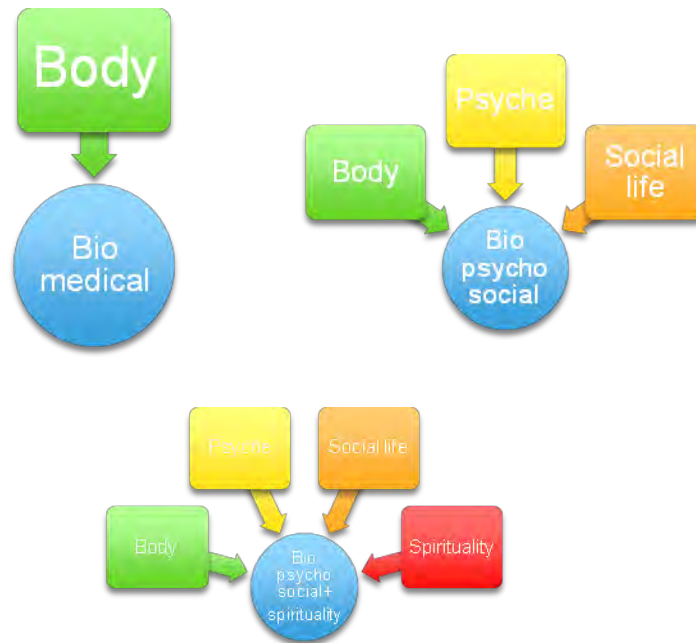 Body
Bio
medical
Psyche
Body
Social
life
Bio
psycho
social
Psyche
Social life
Body
Spirituality
Bio
psycho
social+
spirituality